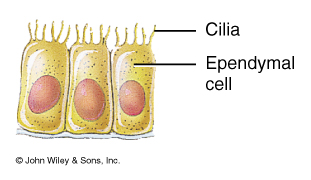 Cilia
Ependymal
cell
© John Wiley & Sons, Inc.